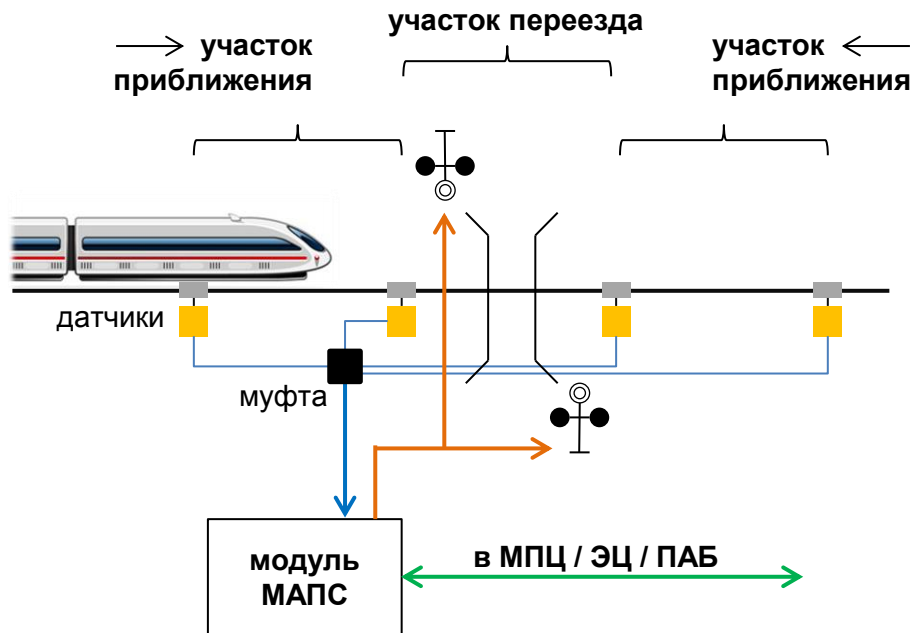 участок переезда
участок
приближения
участок
приближения
датчики
муфта
модуль
МАПС
в МПЦ / ЭЦ / ПАБ